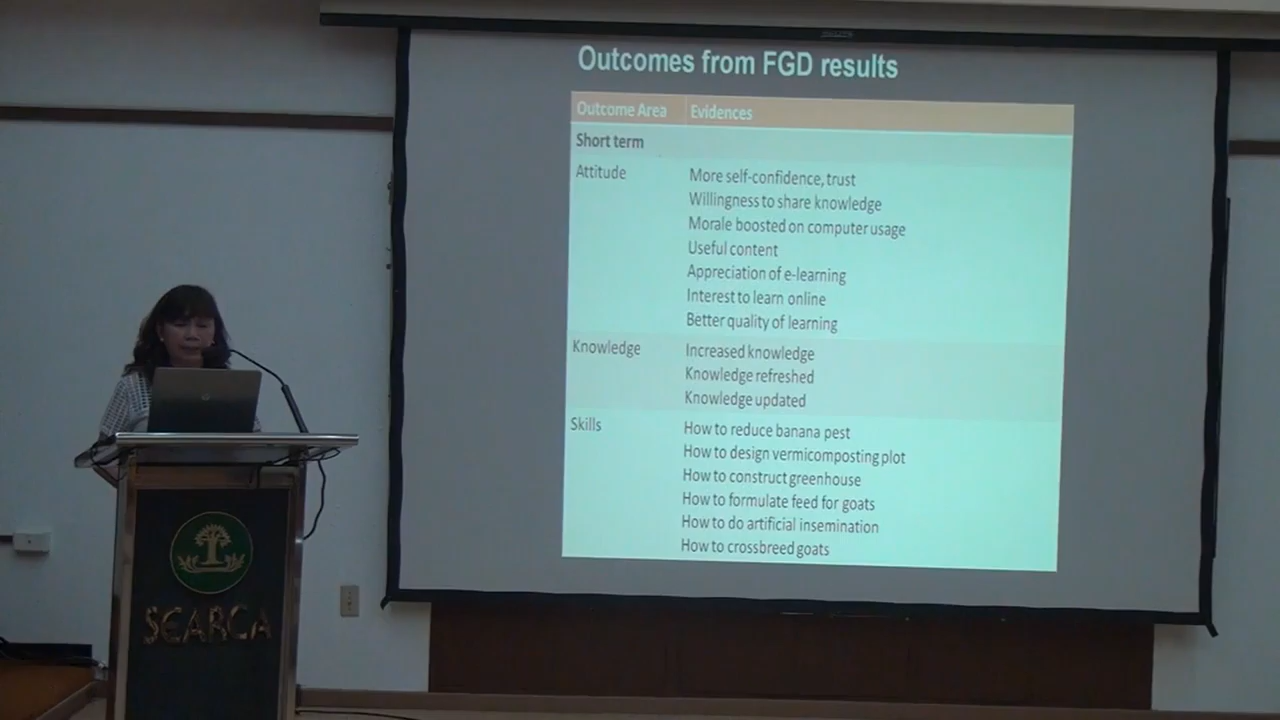 Outcomes from FGD results
Outcome Area Evidences
Short term
Attitude More self-confidence, trust
Willingness to share knowledge
Morale boosted on computer usage
Useful content
Appreciation of e-learning
Interest to learn online
Better quality of learning
Knowledge Increased knowledge
Knowledge refreshed
Knowledge updated
Skills How to reduce banana pest
How to design vermicomposting plot
How to construct greenhouse
How to formulate feed for goats
How to do artificial insemination
How to crossbreed goats
SEARCA